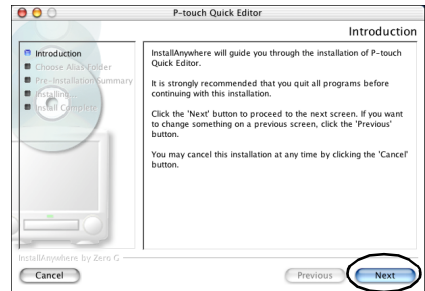 P-touch Quick Editor
Introduction
Introduction
Choose Alias Folder
Pre-Installation Summary
Installing...
Install Complete
InstallAnywhere will guide you through the installation of P-touch
Quick Editor.
It is strongly recommended that you quit all programs before
continuing with this installation.
Click the 'Next' button to proceed to the next screen. If you want
to change something on a previous screen, click the 'Previous'
button.
You may cancel this installation at any time by clicking the 'Cancel'
button.
InstallAnywhere by Zero G
Cancel
Previous
Next